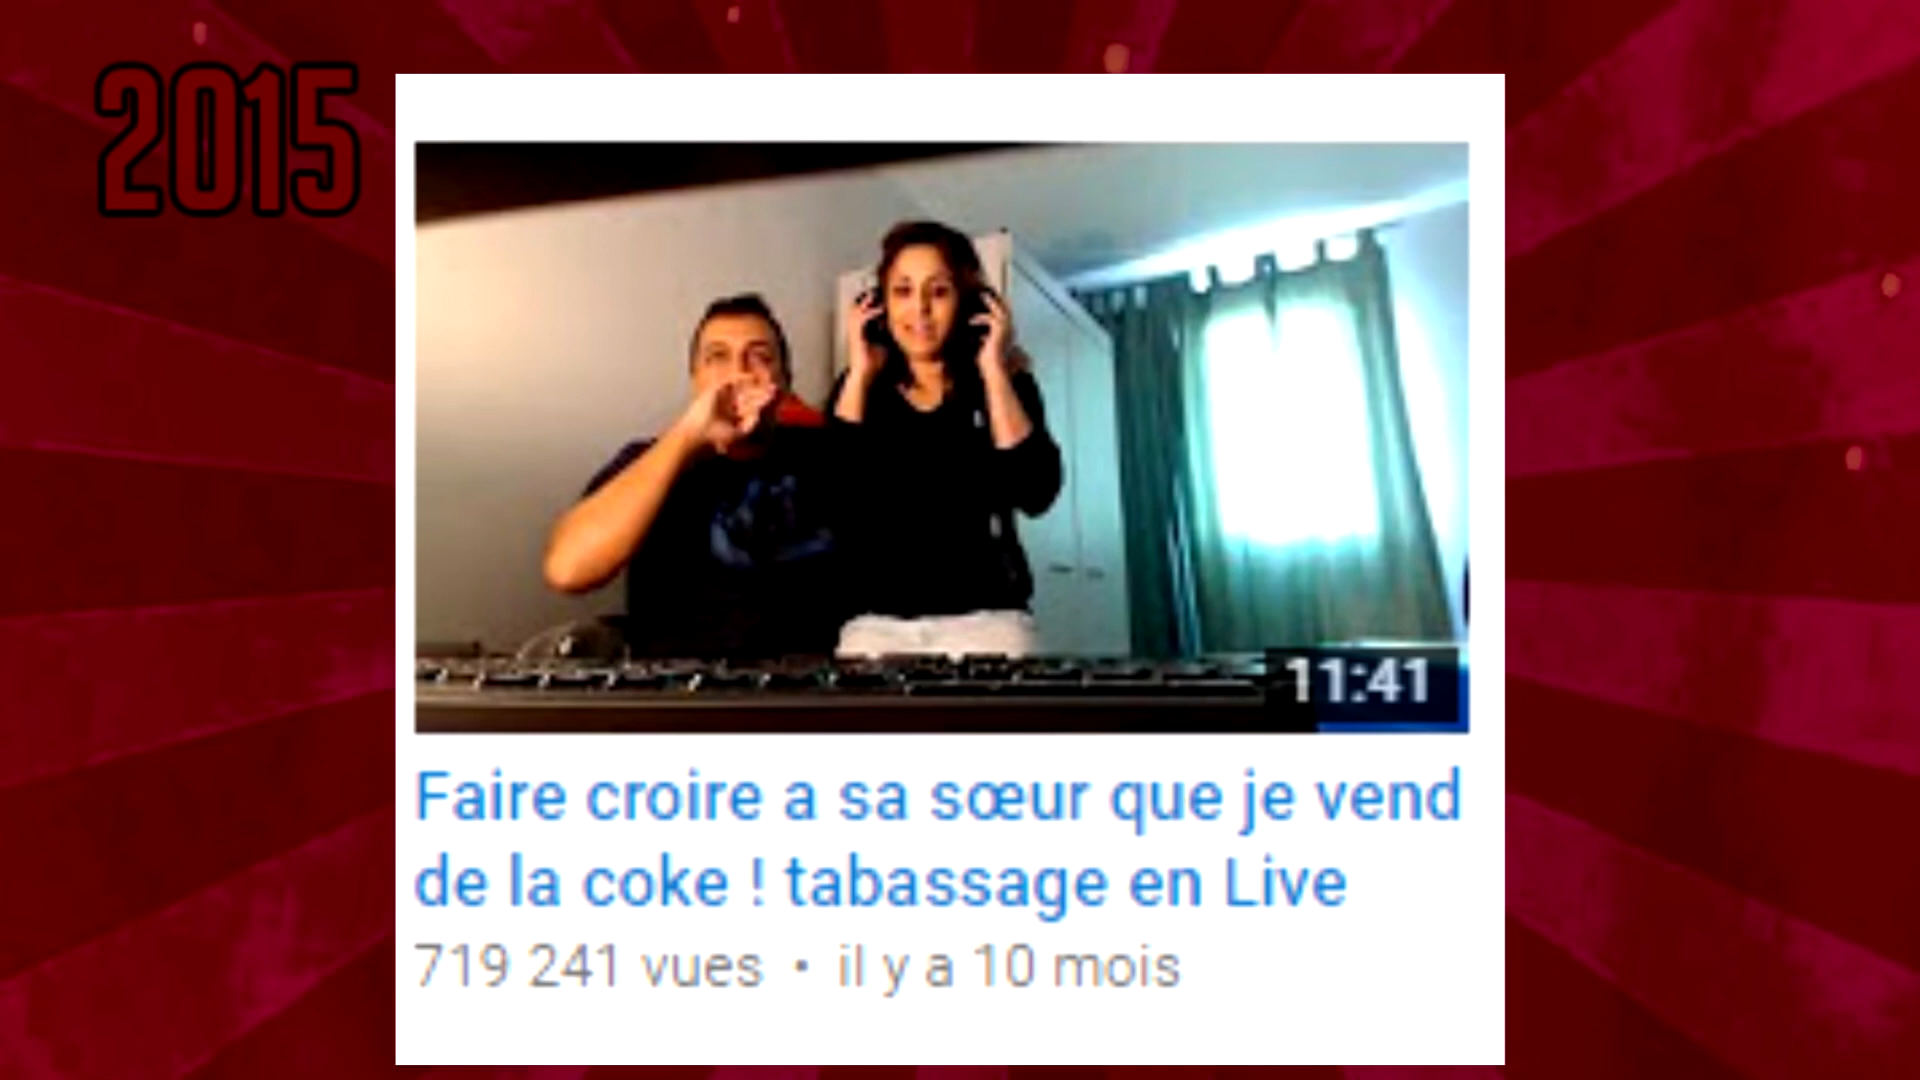 2015
11:41
Faire croire a sa sœur que je vend
de la coke ! tabassage en Live
719 241 vues • il y a 10 mois